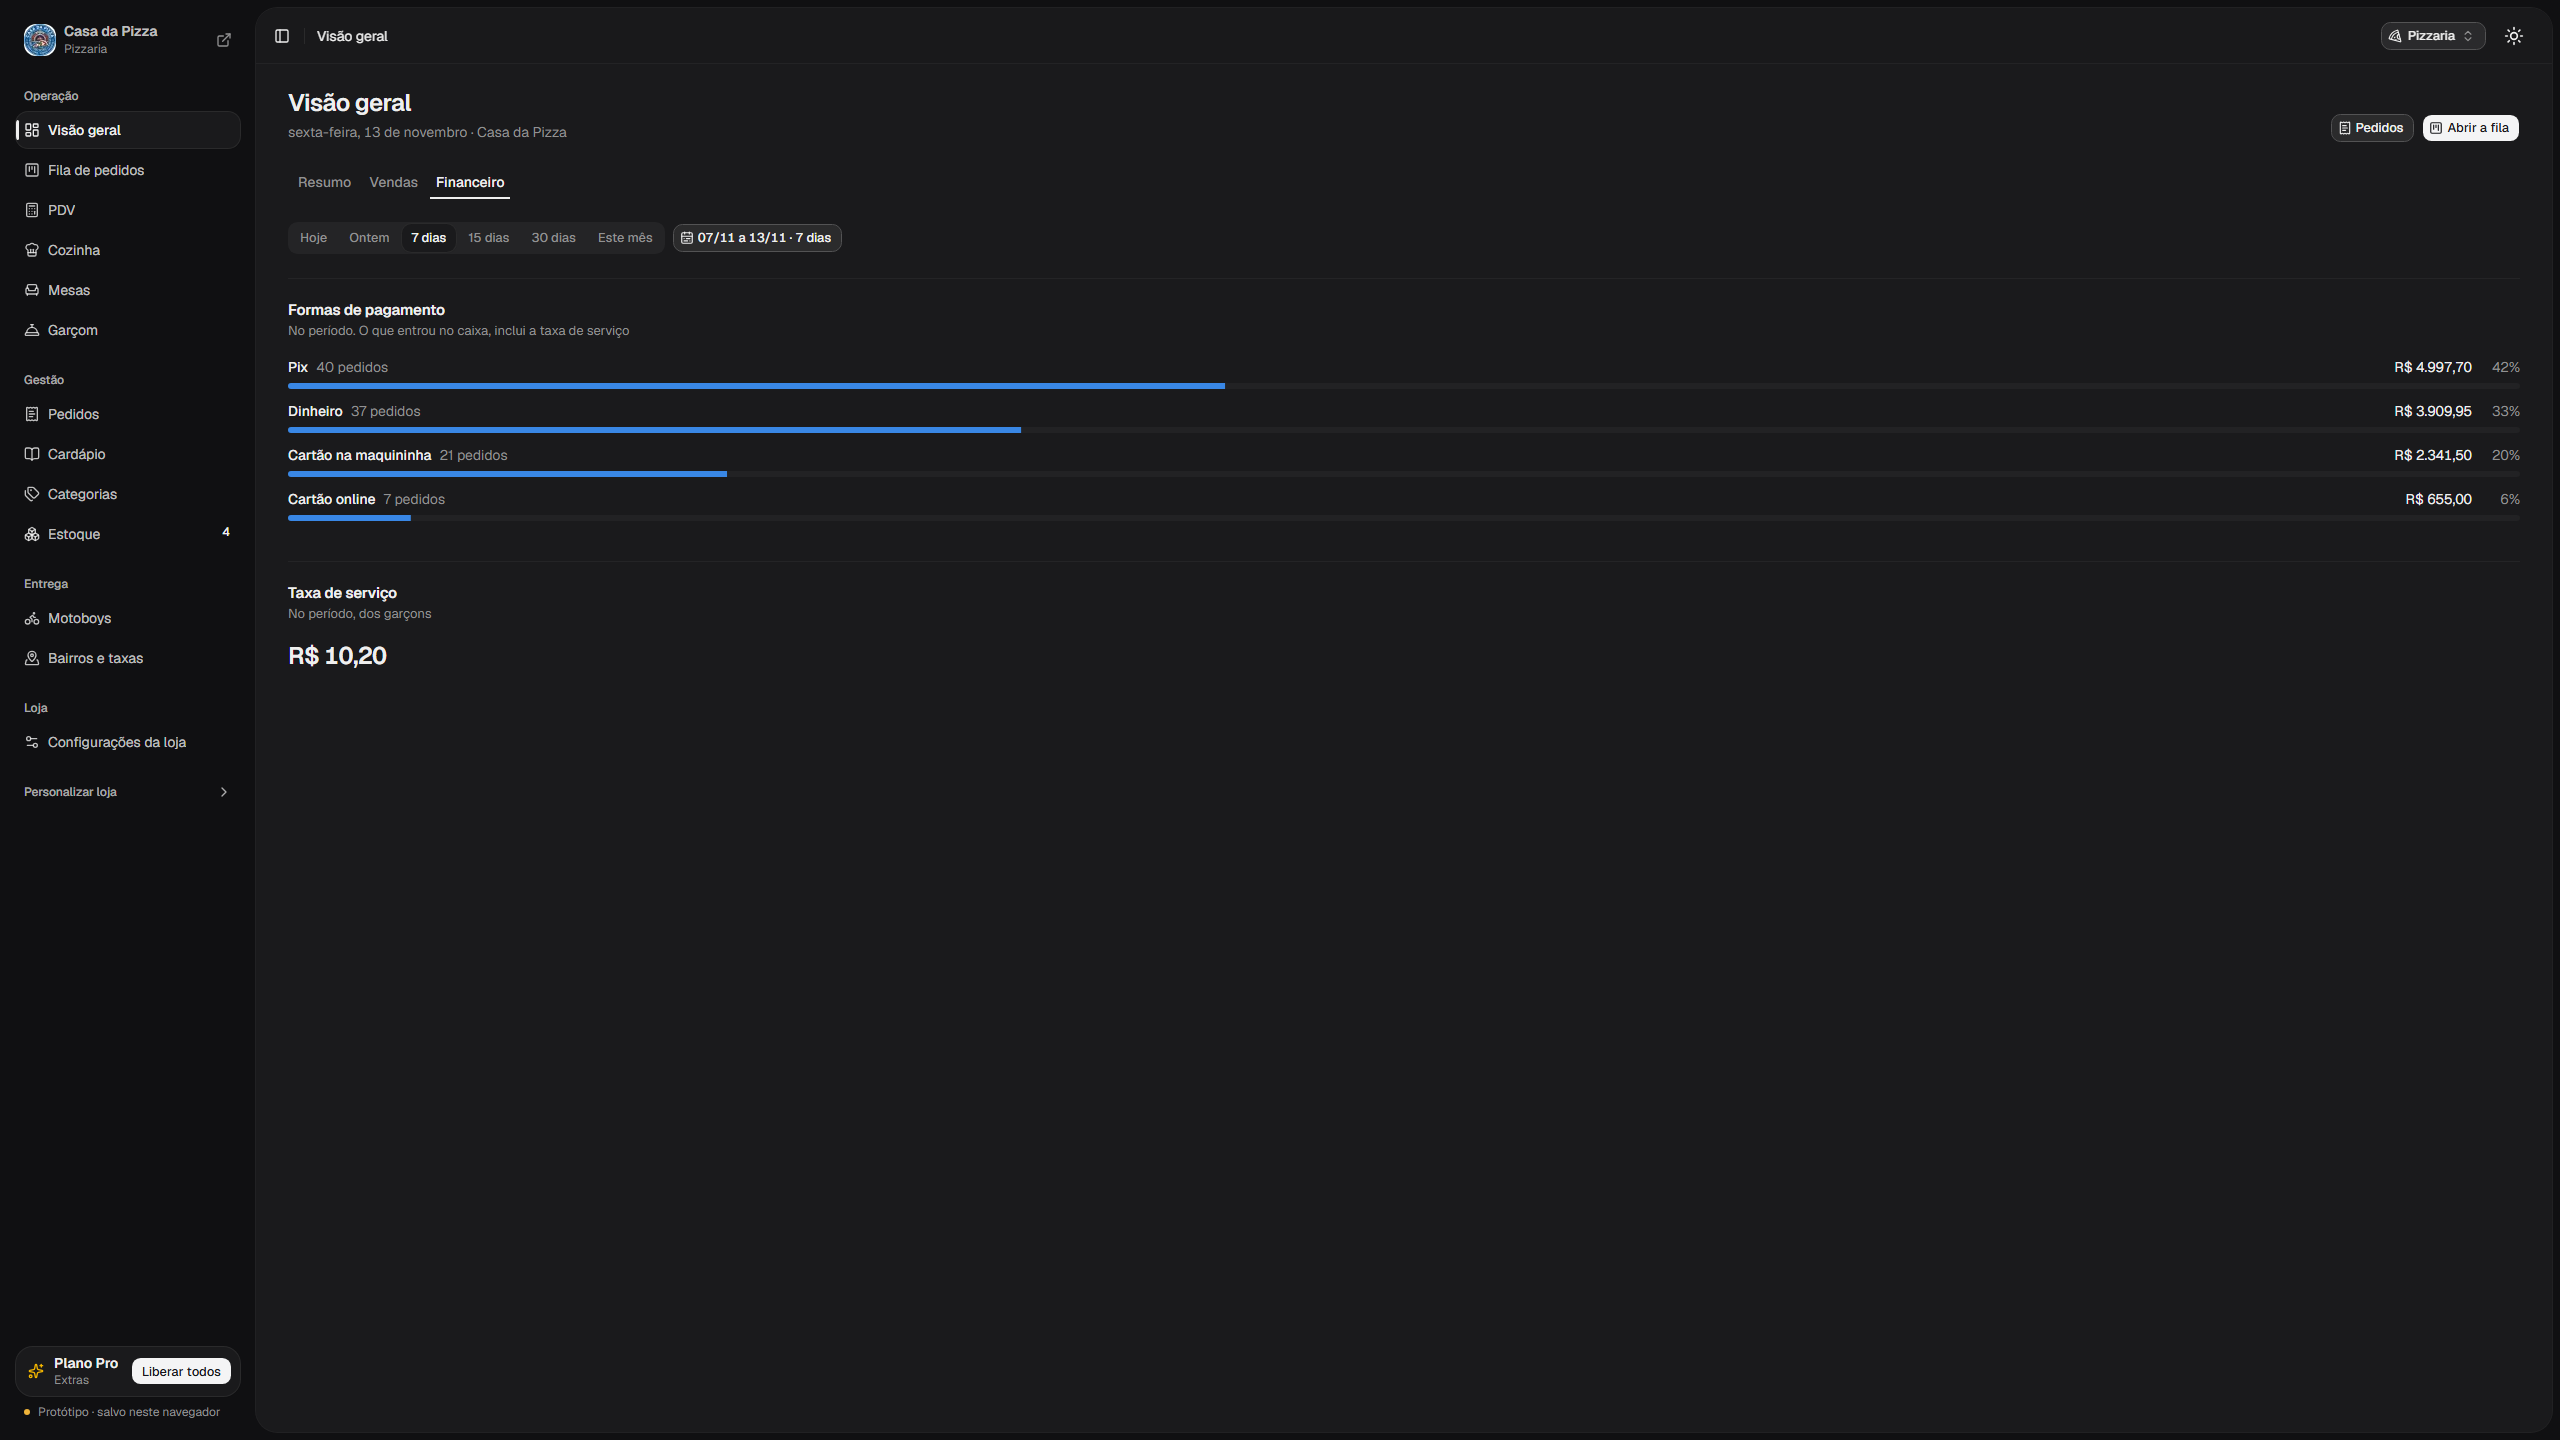 Casa da Pizza
Pizzaria
Operação
Visão geral
Fila de pedidos
PDV
Cozinha
Mesas
Garçom
Gestão
Pedidos
Cardápio
Categorias
Estoque 4
Entrega
Motoboys
Bairros e taxas
Loja
Configurações da loja
Personalizar loja
Plano Pro
Extras
Liberar todos
Protótipo · salvo neste navegador
Visão geral
Pizzaria
Visão geral
sexta-feira, 13 de novembro · Casa da Pizza
Pedidos Abrir a fila
Resumo Vendas Financeiro
Hoje Ontem 7 dias 15 dias 30 dias Este mês 07/11 a 13/11 · 7 dias
Formas de pagamento
No período. O que entrou no caixa, inclui a taxa de serviço
Pix 40 pedidos R$ 4.997,70 42%
Dinheiro 37 pedidos R$ 3.909,95 33%
Cartão na maquininha 21 pedidos R$ 2.341,50 20%
Cartão online 7 pedidos R$ 655,00 6%
Taxa de serviço
No período, dos garçons
R$ 10,20